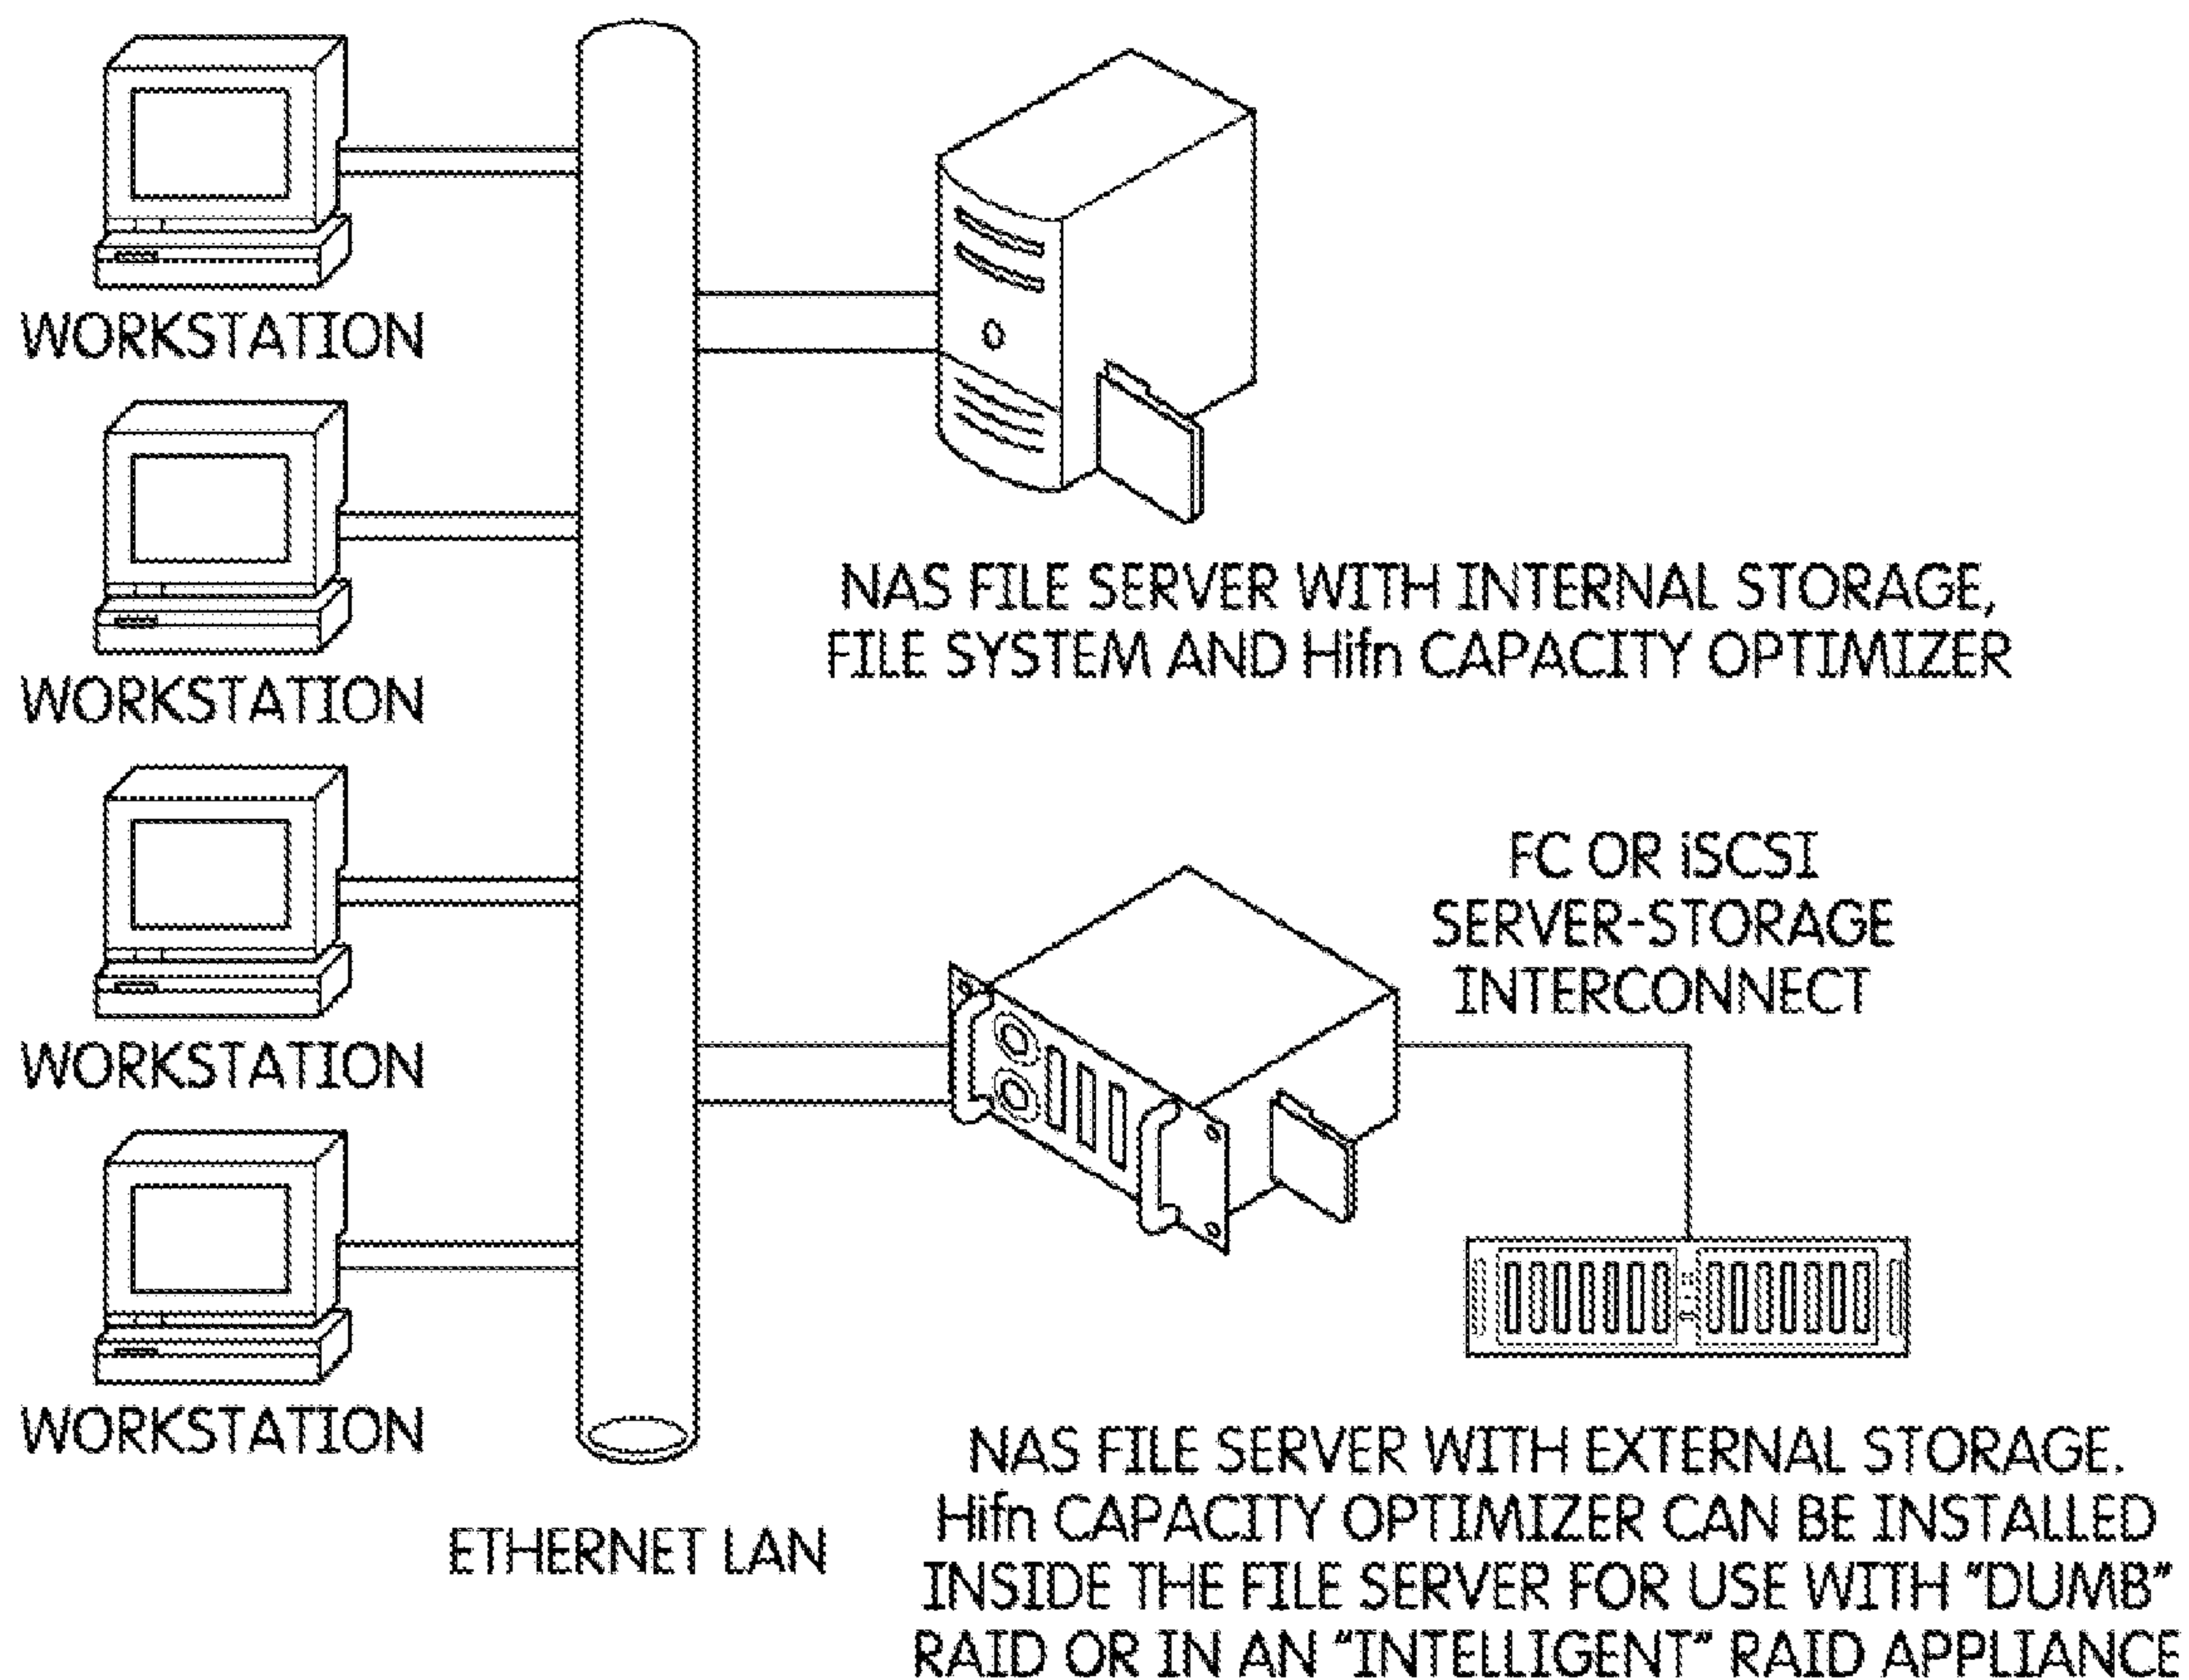 WORKSTATION
WORKSTATION
WORKSTATION
WORKSTATION
ETHERNET LAN
NAS FILE SERVER WITH INTERNAL STORAGE,
FILE SYSTEM AND Hifn CAPACITY OPTIMIZER
FC OR iSCSI
SERVER-STORAGE
INTERCONNECT
NAS FILE SERVER WITH EXTERNAL STORAGE.
Hifn CAPACITY OPTIMIZER CAN BE INSTALLED
INSIDE THE FILE SERVER FOR USE WITH "DUMB"
RAID OR IN AN "INTELLIGENT" RAID APPLIANCE